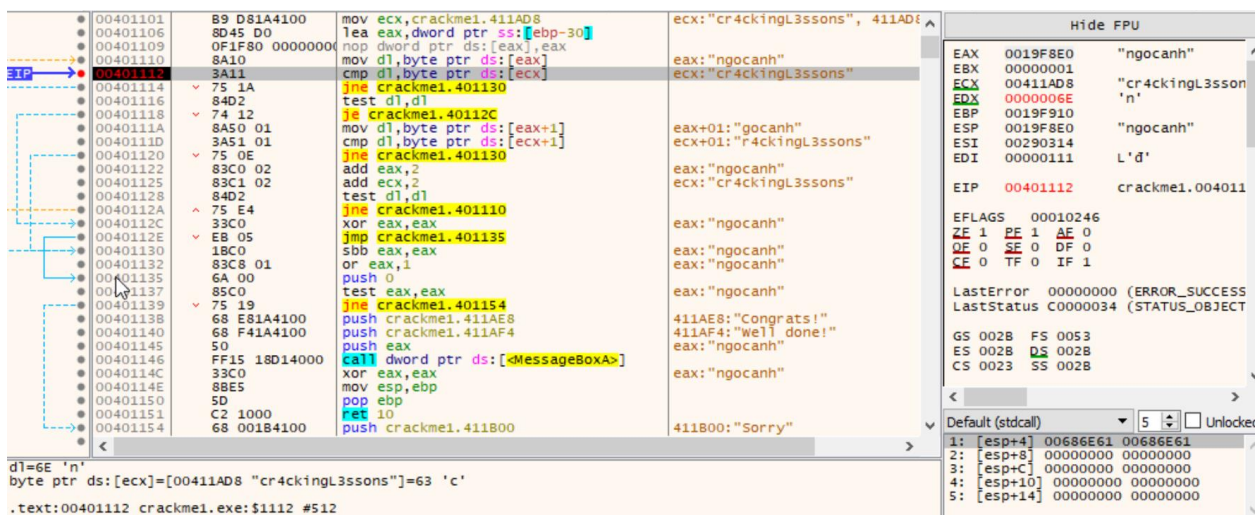 00401101 B9 D81A4100 mov ecx,crackme1.411AD8 ecx:"cr4ckingL3ssons", 411AD8
00401106 8D45 D0 lea eax,dword ptr ss:[ebp-30]
00401109 0F1F80 00000000 nop dword ptr ds:[eax],eax
00401110 8A10 mov dl,byte ptr ds:[eax] eax:"ngocanh"
EIP 00401112 3A11 cmp dl,byte ptr ds:[ecx] ecx:"cr4ckingL3ssons"
00401114 75 1A jne crackme1.401130
00401116 84D2 test dl,dl
00401118 74 12 je crackme1.40112C
0040111A 8A50 01 mov dl,byte ptr ds:[eax+1] eax+01:"gocanh"
0040111D 3A51 01 cmp dl,byte ptr ds:[ecx+1] ecx+01:"r4ckingL3ssons"
00401120 75 0E jne crackme1.401130
00401122 83C0 02 add eax,2 eax:"ngocanh"
00401125 83C1 02 add ecx,2 ecx:"cr4ckingL3ssons"
00401128 84D2 test dl,dl
0040112A 75 E4 jne crackme1.401110
0040112C 33C0 xor eax,eax eax:"ngocanh"
0040112E EB 05 jmp crackme1.401135
00401130 1BC0 sbb eax,eax eax:"ngocanh"
00401132 83C8 01 or eax,1 eax:"ngocanh"
00401135 6A 00 push 0
00401137 85C0 test eax,eax eax:"ngocanh"
00401139 75 19 jne crackme1.401154
0040113B 68 E81A4100 push crackme1.411AE8 411AE8:"Congrats!"
00401140 68 F41A4100 push crackme1.411AF4 411AF4:"Well done!"
00401145 50 push eax eax:"ngocanh"
00401146 FF15 18D14000 call dword ptr ds:[<MessageBoxA>]
0040114C 33C0 xor eax,eax eax:"ngocanh"
0040114E 8BE5 mov esp,ebp
00401150 5D pop ebp
00401151 C2 1000 ret 10
00401154 68 001B4100 push crackme1.411B00 411B00:"Sorry"
dl=6E 'n'
byte ptr ds:[ecx]=[00411AD8 "cr4ckingL3ssons"]=63 'c'
.text:00401112 crackme1.exe:$1112 #512
Hide FPU
EAX 0019F8E0 "ngocanh"
EBX 00000001
ECX 00411AD8 "cr4ckingL3sson
EDX 0000006E 'n'
EBP 0019F910
ESP 0019F8E0 "ngocanh"
ESI 00290314
EDI 00000111 L'đ'
EIP 00401112 crackme1.004011
EFLAGS 00010246
ZF 1 PF 1 AF 0
OF 0 SF 0 DF 0
CF 0 TF 0 IF 1
LastError 00000000 (ERROR_SUCCESS
LastStatus C0000034 (STATUS_OBJECT
GS 002B FS 0053
ES 002B DS 002B
CS 0023 SS 002B
Default (stdcall) 5 Unlocked
1: [esp+4] 00686E61 00686E61
2: [esp+8] 00000000 00000000
3: [esp+C] 00000000 00000000
4: [esp+10] 00000000 00000000
5: [esp+14] 00000000 00000000